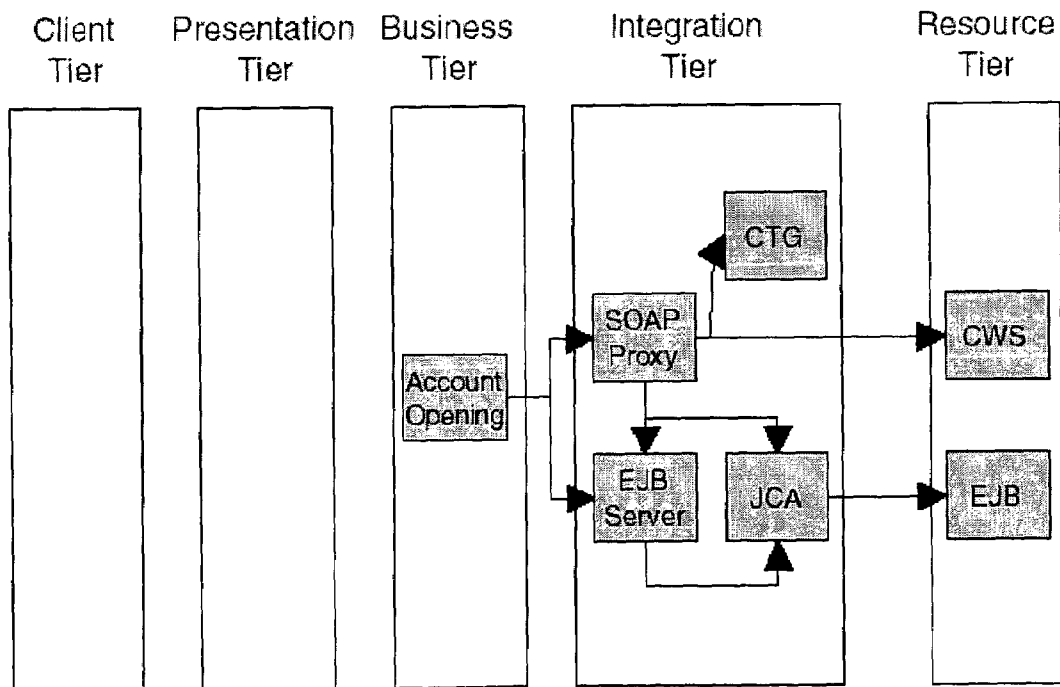 Client
Tier
Presentation
Tier
Business
Tier
Integration
Tier
Resource
Tier
CTG
SOAP
Proxy
CWS
Account
Opening
EJB
Server
JCA
EJB